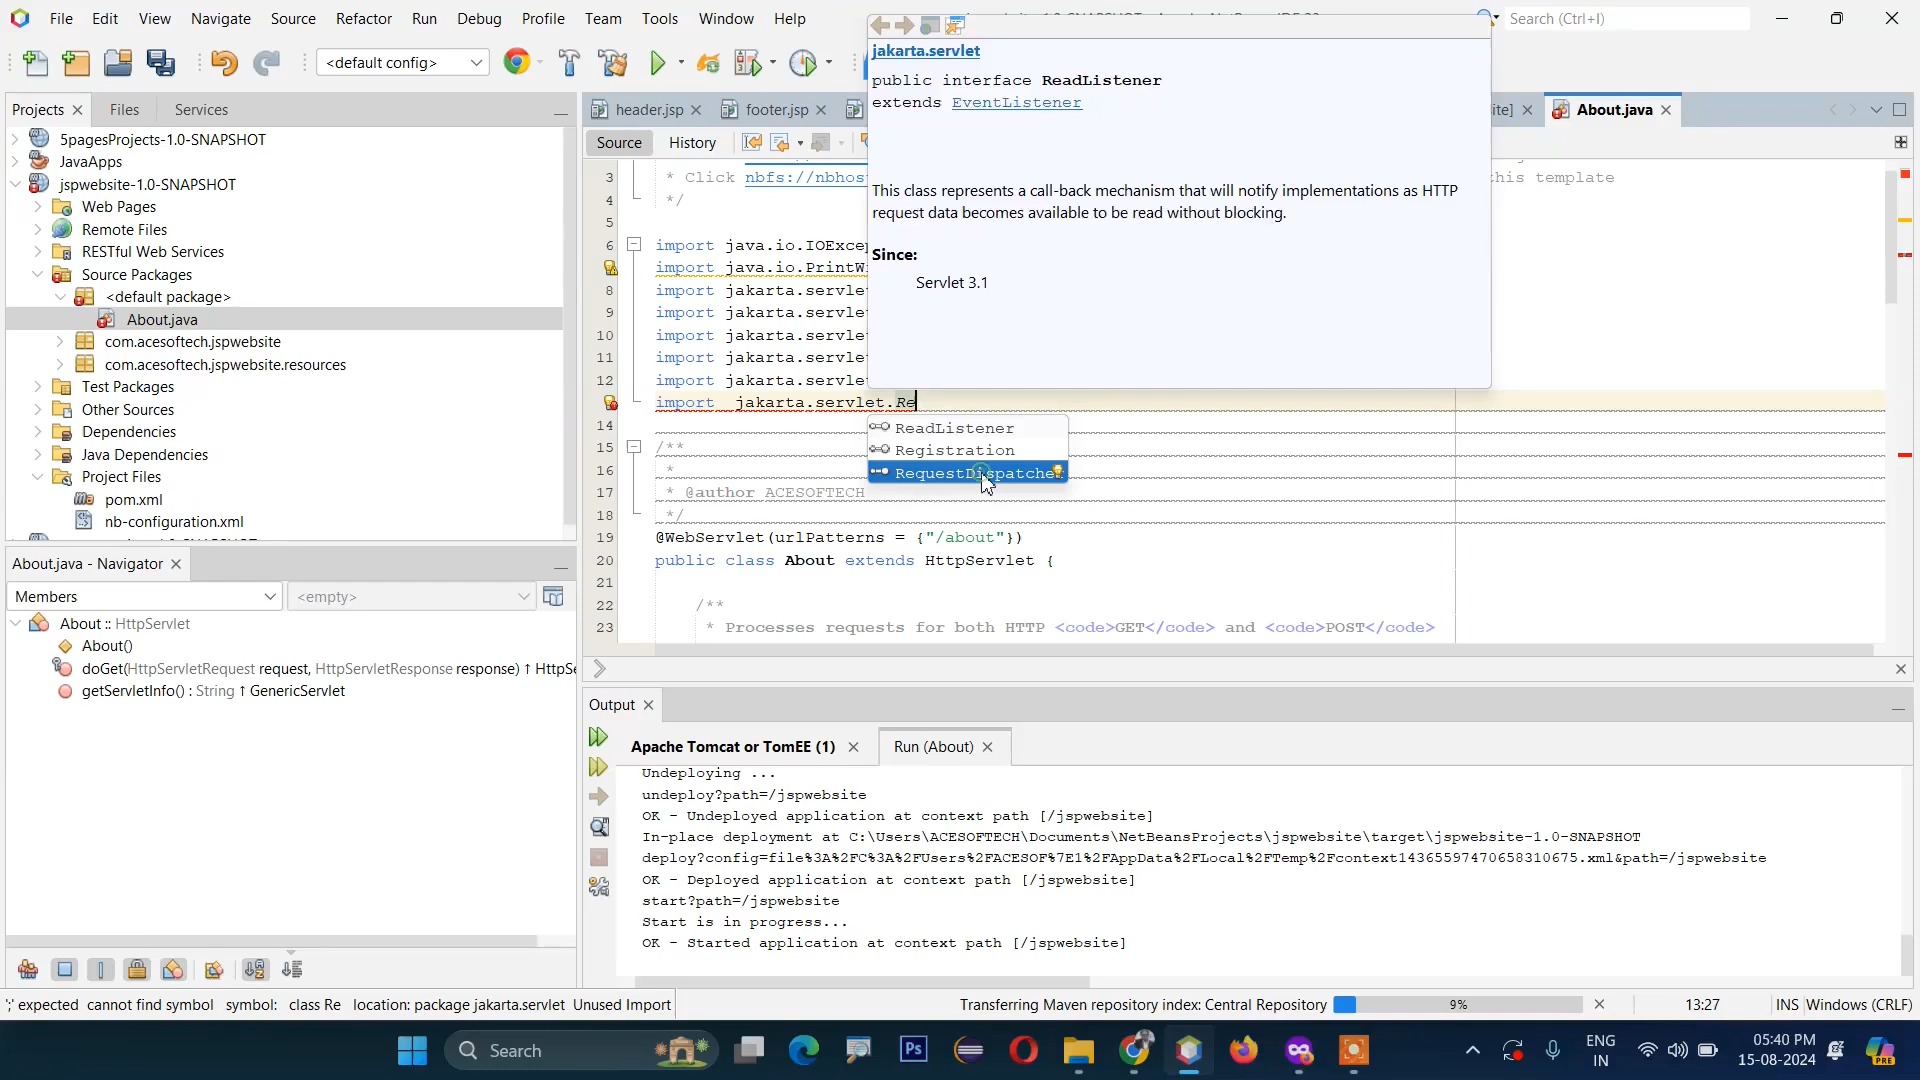 File Edit View Navigate Source Refactor Run Debug Profile Team Tools Window Help
Search (Ctrl+I)
<default config>
jakarta.servlet
public interface ReadListener
extends EventListener
This class represents a call-back mechanism that will notify implementations as HTTP
request data becomes available to be read without blocking.
Since:
Servlet 3.1
Projects Files Services
5pagesProjects-1.0-SNAPSHOT
JavaApps
jspwebsite-1.0-SNAPSHOT
Web Pages
Remote Files
RESTful Web Services
Source Packages
<default package>
About.java
com.acesoftech.jspwebsite
com.acesoftech.jspwebsite.resources
Test Packages
Other Sources
Dependencies
Java Dependencies
Project Files
pom.xml
nb-configuration.xml
header.jsp footer.jsp About.java
Source History
3 * Click nbfs://nbhos this template
4 */
5
6 import java.io.IOExcep
import java.io.PrintWi
8 import jakarta.servlet
9 import jakarta.servlet
10 import jakarta.servlet
11 import jakarta.servlet
12 import jakarta.servlet
import jakarta.servlet.Re
ReadListener
Registration
RequestDispatcher
14
15 /**
16 *
17 * @author ACESOFTECH
18 */
19 @WebServlet(urlPatterns = {"/about"})
20 public class About extends HttpServlet {
21
22 /**
23 * Processes requests for both HTTP <code>GET</code> and <code>POST</code>
About.java - Navigator
Members <empty>
About :: HttpServlet
About()
doGet(HttpServletRequest request, HttpServletResponse response) ↑ HttpSe
getServletInfo() : String ↑ GenericServlet
Output
Apache Tomcat or TomEE (1) Run (About)
Undeploying ...
undeploy?path=/jspwebsite
OK - Undeployed application at context path [/jspwebsite]
In-place deployment at C:\Users\ACESOFTECH\Documents\NetBeansProjects\jspwebsite\target\jspwebsite-1.0-SNAPSHOT
deploy?config=file%3A%2FC%3A%2FUsers%2FACESOF%7E1%2FAppData%2FLocal%2FTemp%2Fcontext14365597470658310675.xml&path=/jspwebsite
OK - Deployed application at context path [/jspwebsite]
start?path=/jspwebsite
Start is in progress...
OK - Started application at context path [/jspwebsite]
';' expected cannot find symbol symbol: class Re location: package jakarta.servlet Unused Import
Transferring Maven repository index: Central Repository 9% 13:27 INS Windows (CRLF)
Search
Ps
ENG
IN
05:40 PM
15-08-2024
PRE